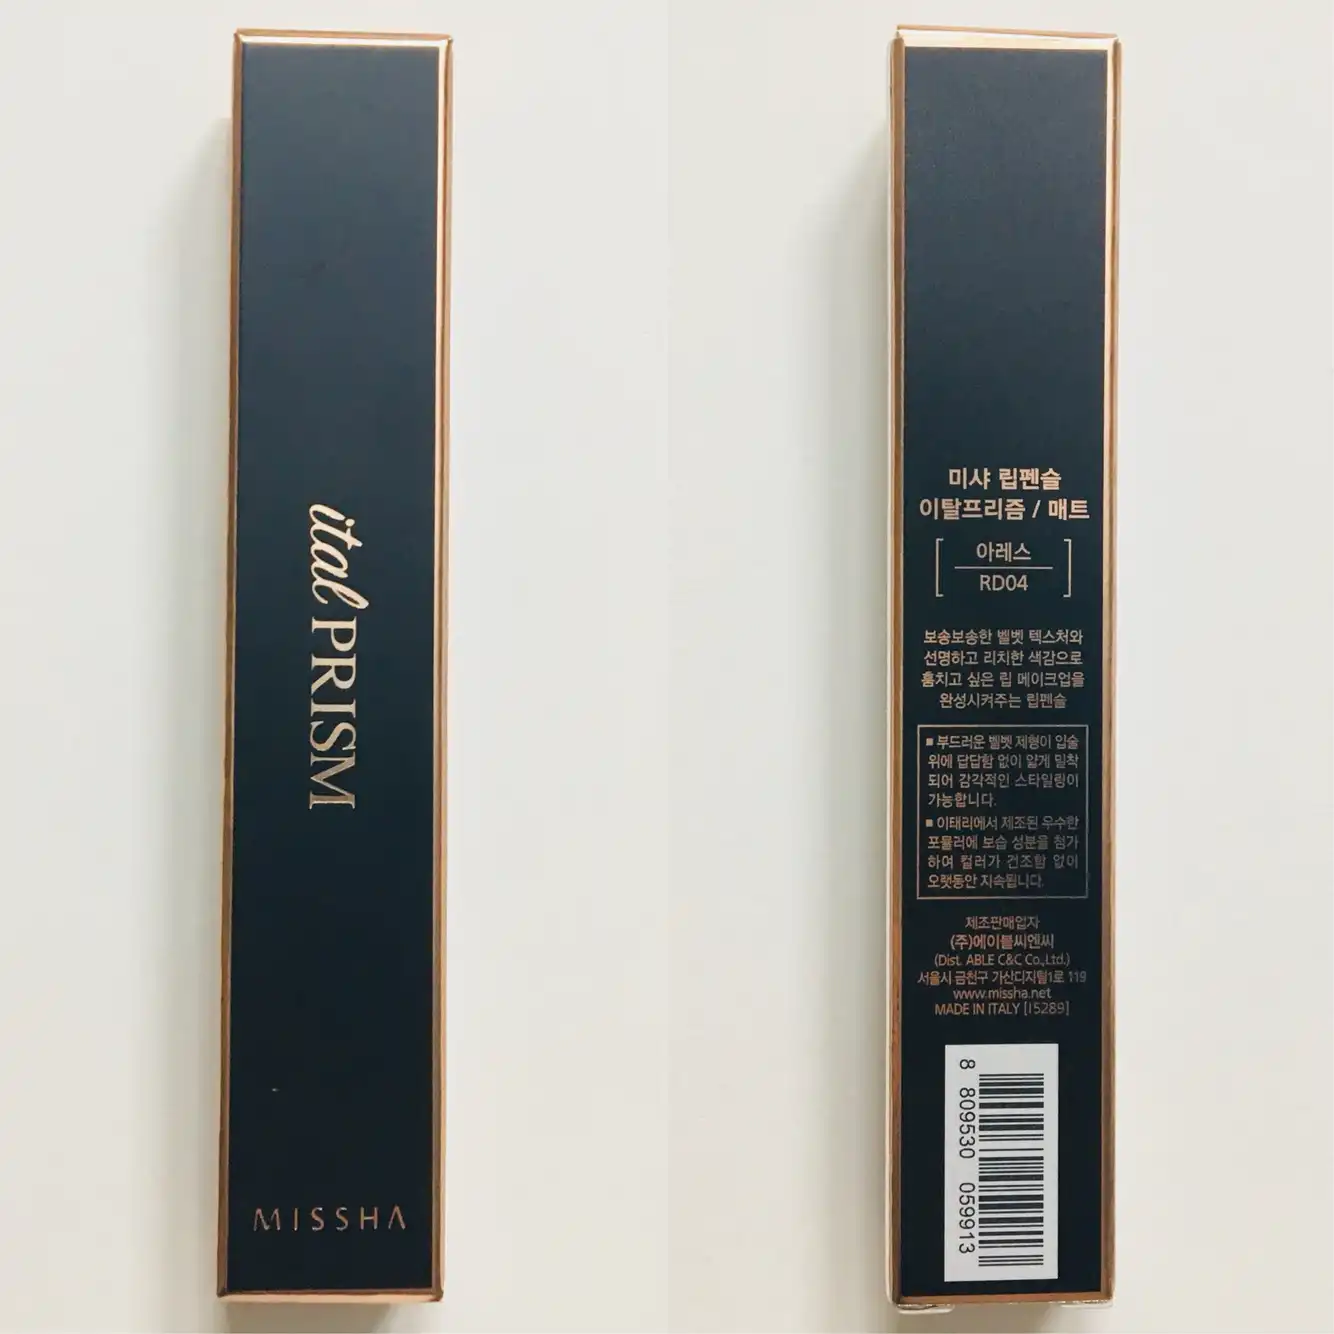 ital PRISM
MISSHA
미샤 립펜슬
이탈프리즘 / 매트
아레스
RD04
보송보송한 벨벳 텍스처와
선명하고 리치한 색감으로
훔치고 싶은 립 메이크업을
완성시켜주는 립펜슬
▪ 부드러운 벨벳 제형이 입술
위에 답답함 없이 얇게 밀착
되어 감각적인 스타일링이
가능합니다.
▪ 이태리에서 제조된 우수한
포뮬러에 보습 성분을 첨가
하여 컬러가 건조함 없이
오랫동안 지속됩니다.
제조판매업자
(주)에이블씨엔씨
(Dist. ABLE C&C Co.,Ltd.)
서울시 금천구 가산디지털1로 119
www.missha.net
MADE IN ITALY [15289]
8 809530 059913